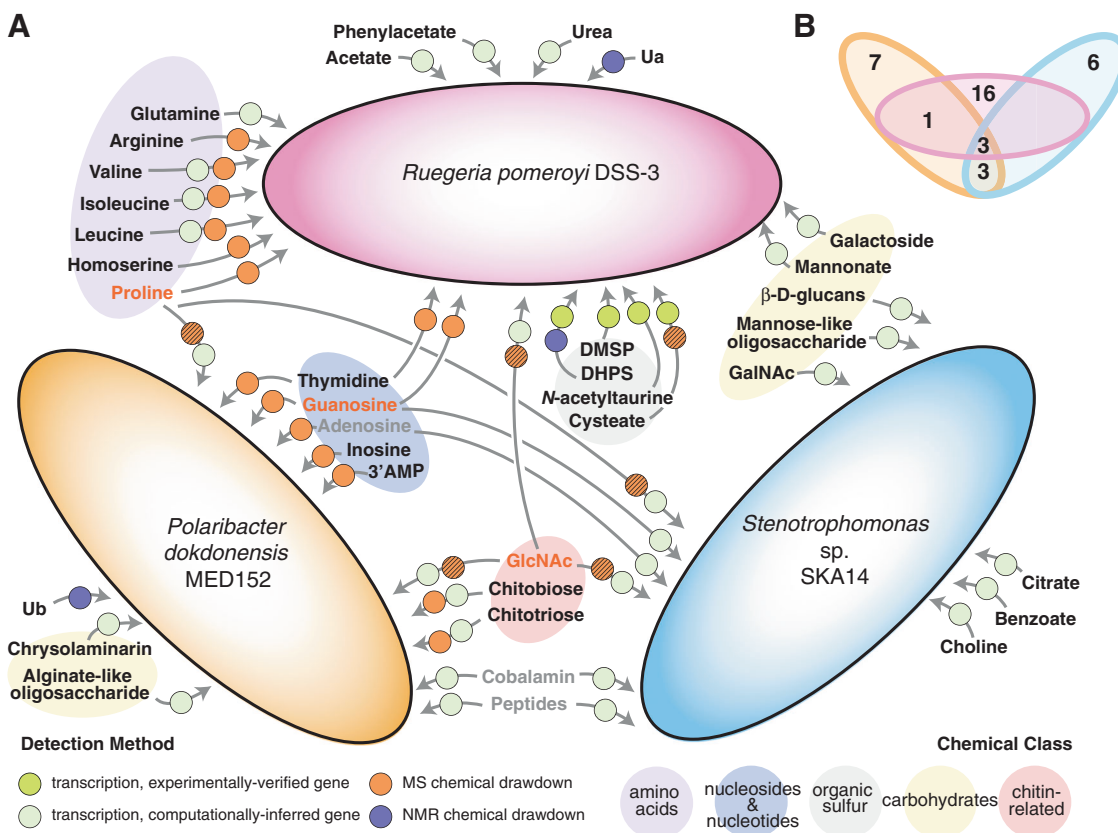 A
Phenylacetate
Acetate
Urea
Ua
B
7
6
16
1
3
3
Glutamine
Arginine
Valine
Isoleucine
Leucine
Homoserine
Proline
Ruegeria pomeroyi DSS-3
Galactoside
Mannonate
β-D-glucans
Mannose-like
oligosaccharide
GalNAc
DMSP
DHPS
N-acetyltaurine
Cysteate
Thymidine
Guanosine
Adenosine
Inosine
3'AMP
Polaribacter
dokdonensis
MED152
Stenotrophomonas
sp.
SKA14
GlcNAc
Chitobiose
Chitotriose
Ub
Chrysolaminarin
Alginate-like
oligosaccharide
Citrate
Benzoate
Choline
Cobalamin
Peptides
Detection Method
transcription, experimentally-verified gene
transcription, computationally-inferred gene
MS chemical drawdown
NMR chemical drawdown
Chemical Class
amino
acids
nucleosides
&
nucleotides
organic
sulfur
carbohydrates
chitin-
related